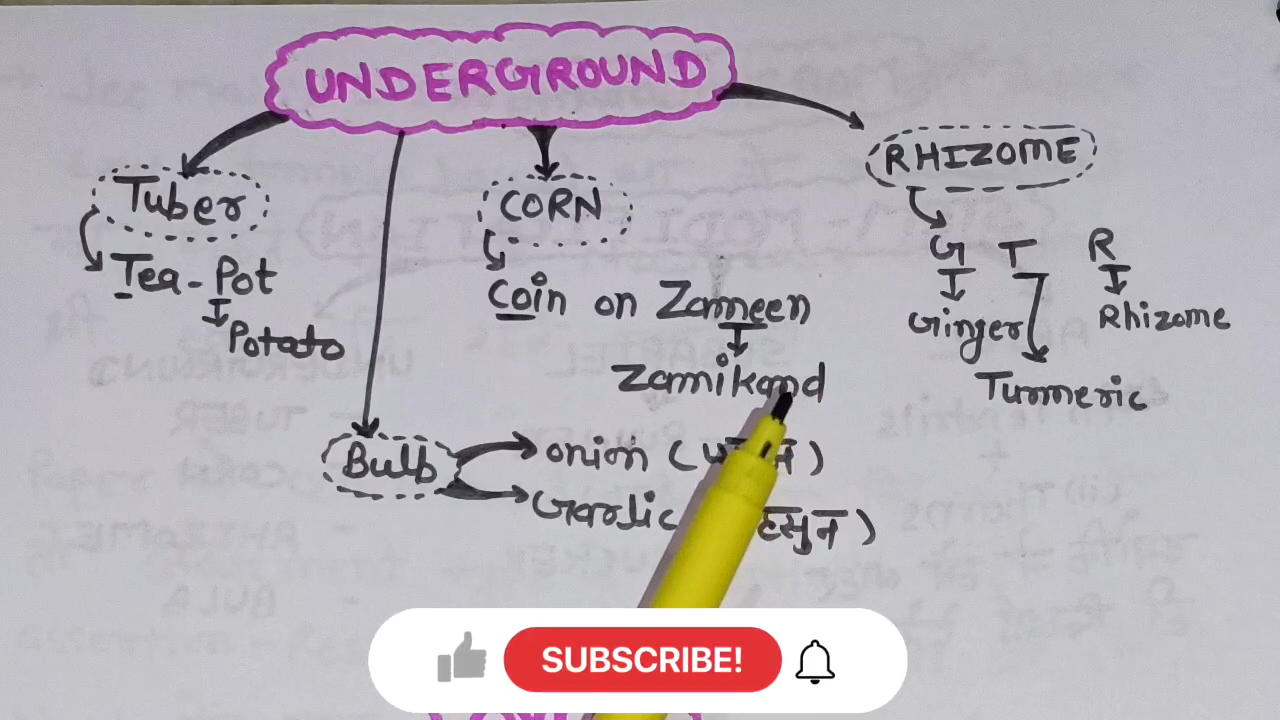 UNDERGROUND
Tuber
Tea-Pot
Potato
CORN
Coin on Zameen
Zamikand
RHIZOME
G T R
Ginger
Turmeric
Rhizome
Bulb
onion (
Garlic
SUBSCRIBE!